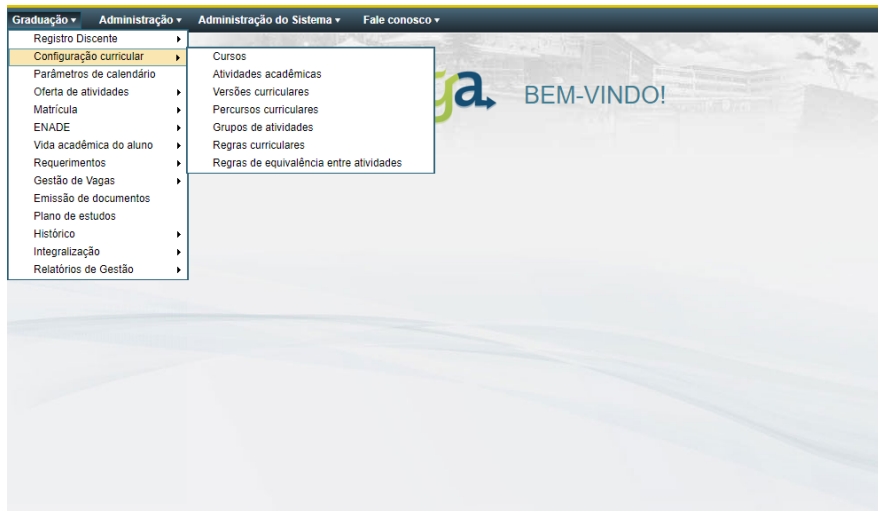 Graduação Administração Administração do Sistema Fale conosco
Registro Discente
Configuração curricular
Parâmetros de calendário
Oferta de atividades
Matrícula
ENADE
Vida acadêmica do aluno
Requerimentos
Gestão de Vagas
Emissão de documentos
Plano de estudos
Histórico
Integralização
Relatórios de Gestão
Cursos
Atividades acadêmicas
Versões curriculares
Percursos curriculares
Grupos de atividades
Regras curriculares
Regras de equivalência entre atividades
ga
BEM-VINDO!